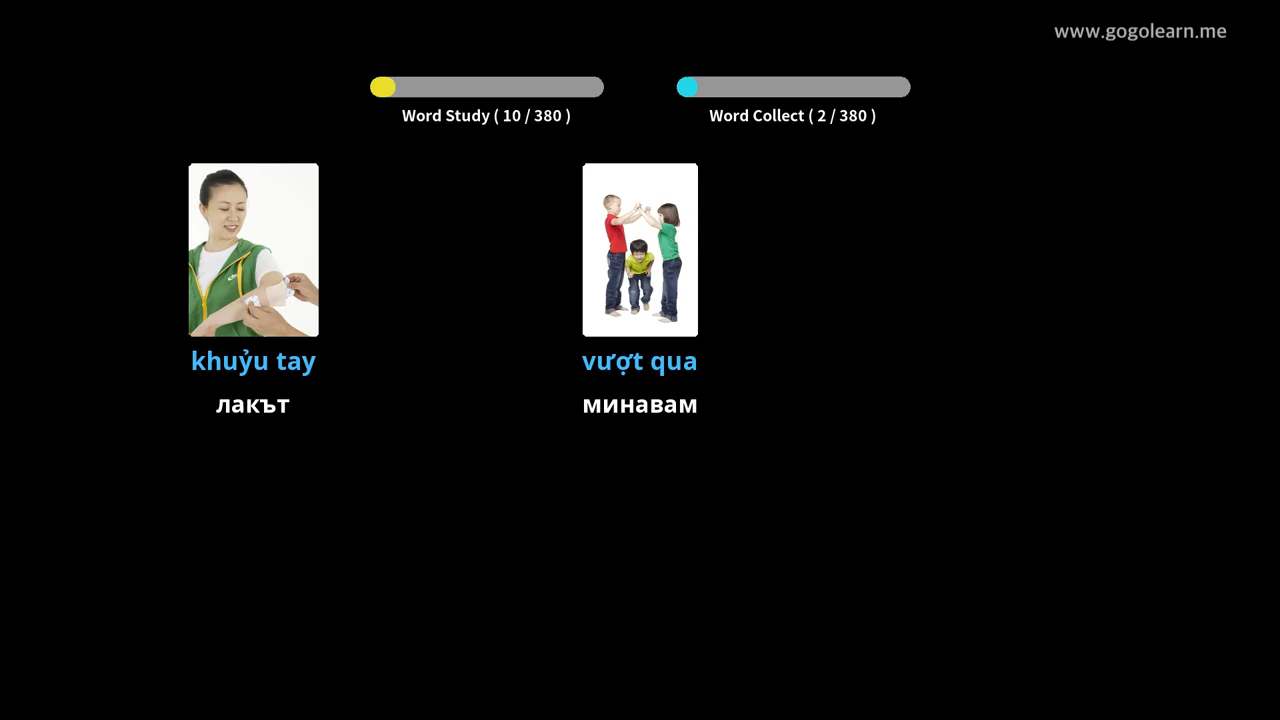 www.gogolearn.me
Word Study ( 10 / 380 )
Word Collect ( 2 / 380 )
khuỷu tay
vượt qua
лакът
минавам